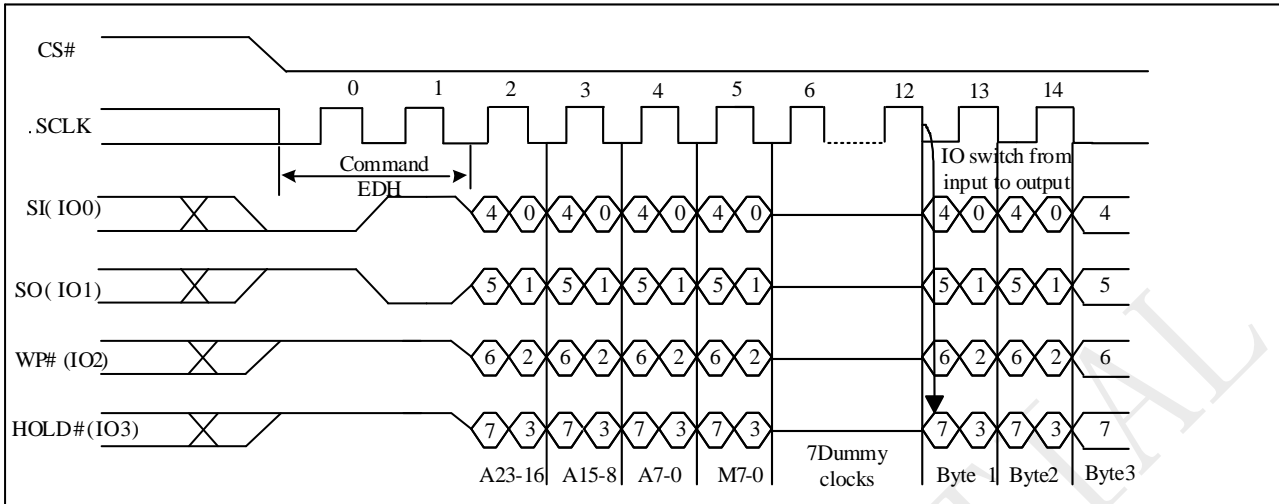 CS#
0 1 2 3 4 5 6 12 13 14
. SCLK
Command
EDH
IO switch from
input to output
SI( IO0) 4 0 4 0 4 0 4 0 4 0 4 0 4
SO( IO1) 5 1 5 1 5 1 5 1 5 1 5 1 5
WP# (IO2) 6 2 6 2 6 2 6 2 6 2 6 2 6
HOLD# (IO3) 7 3 7 3 7 3 7 3 7 3 7 3 7
A23-16 A15-8 A7-0 M7-0 7Dummy
clocks Byte 1 Byte2 Byte3